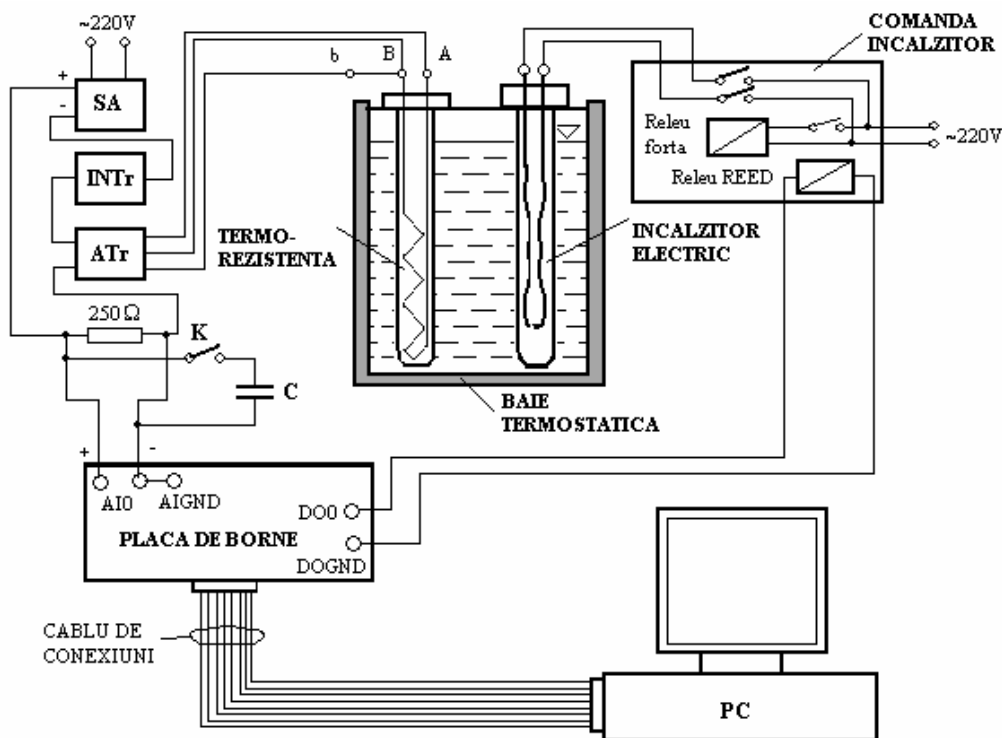 ~220V
+
-
SA
INTr
ATr
250 Ω
K
C
b
B
A
TERMO-
REZISTENTA
INCALZITOR
ELECTRIC
BAIE
TERMOSTATICA
COMANDA
INCALZITOR
Releu
forta
Releu REED
~220V
+
-
AI0
AIGND
DO0
PLACA DE BORNE
DOGND
CABLU DE
CONEXIUNI
PC